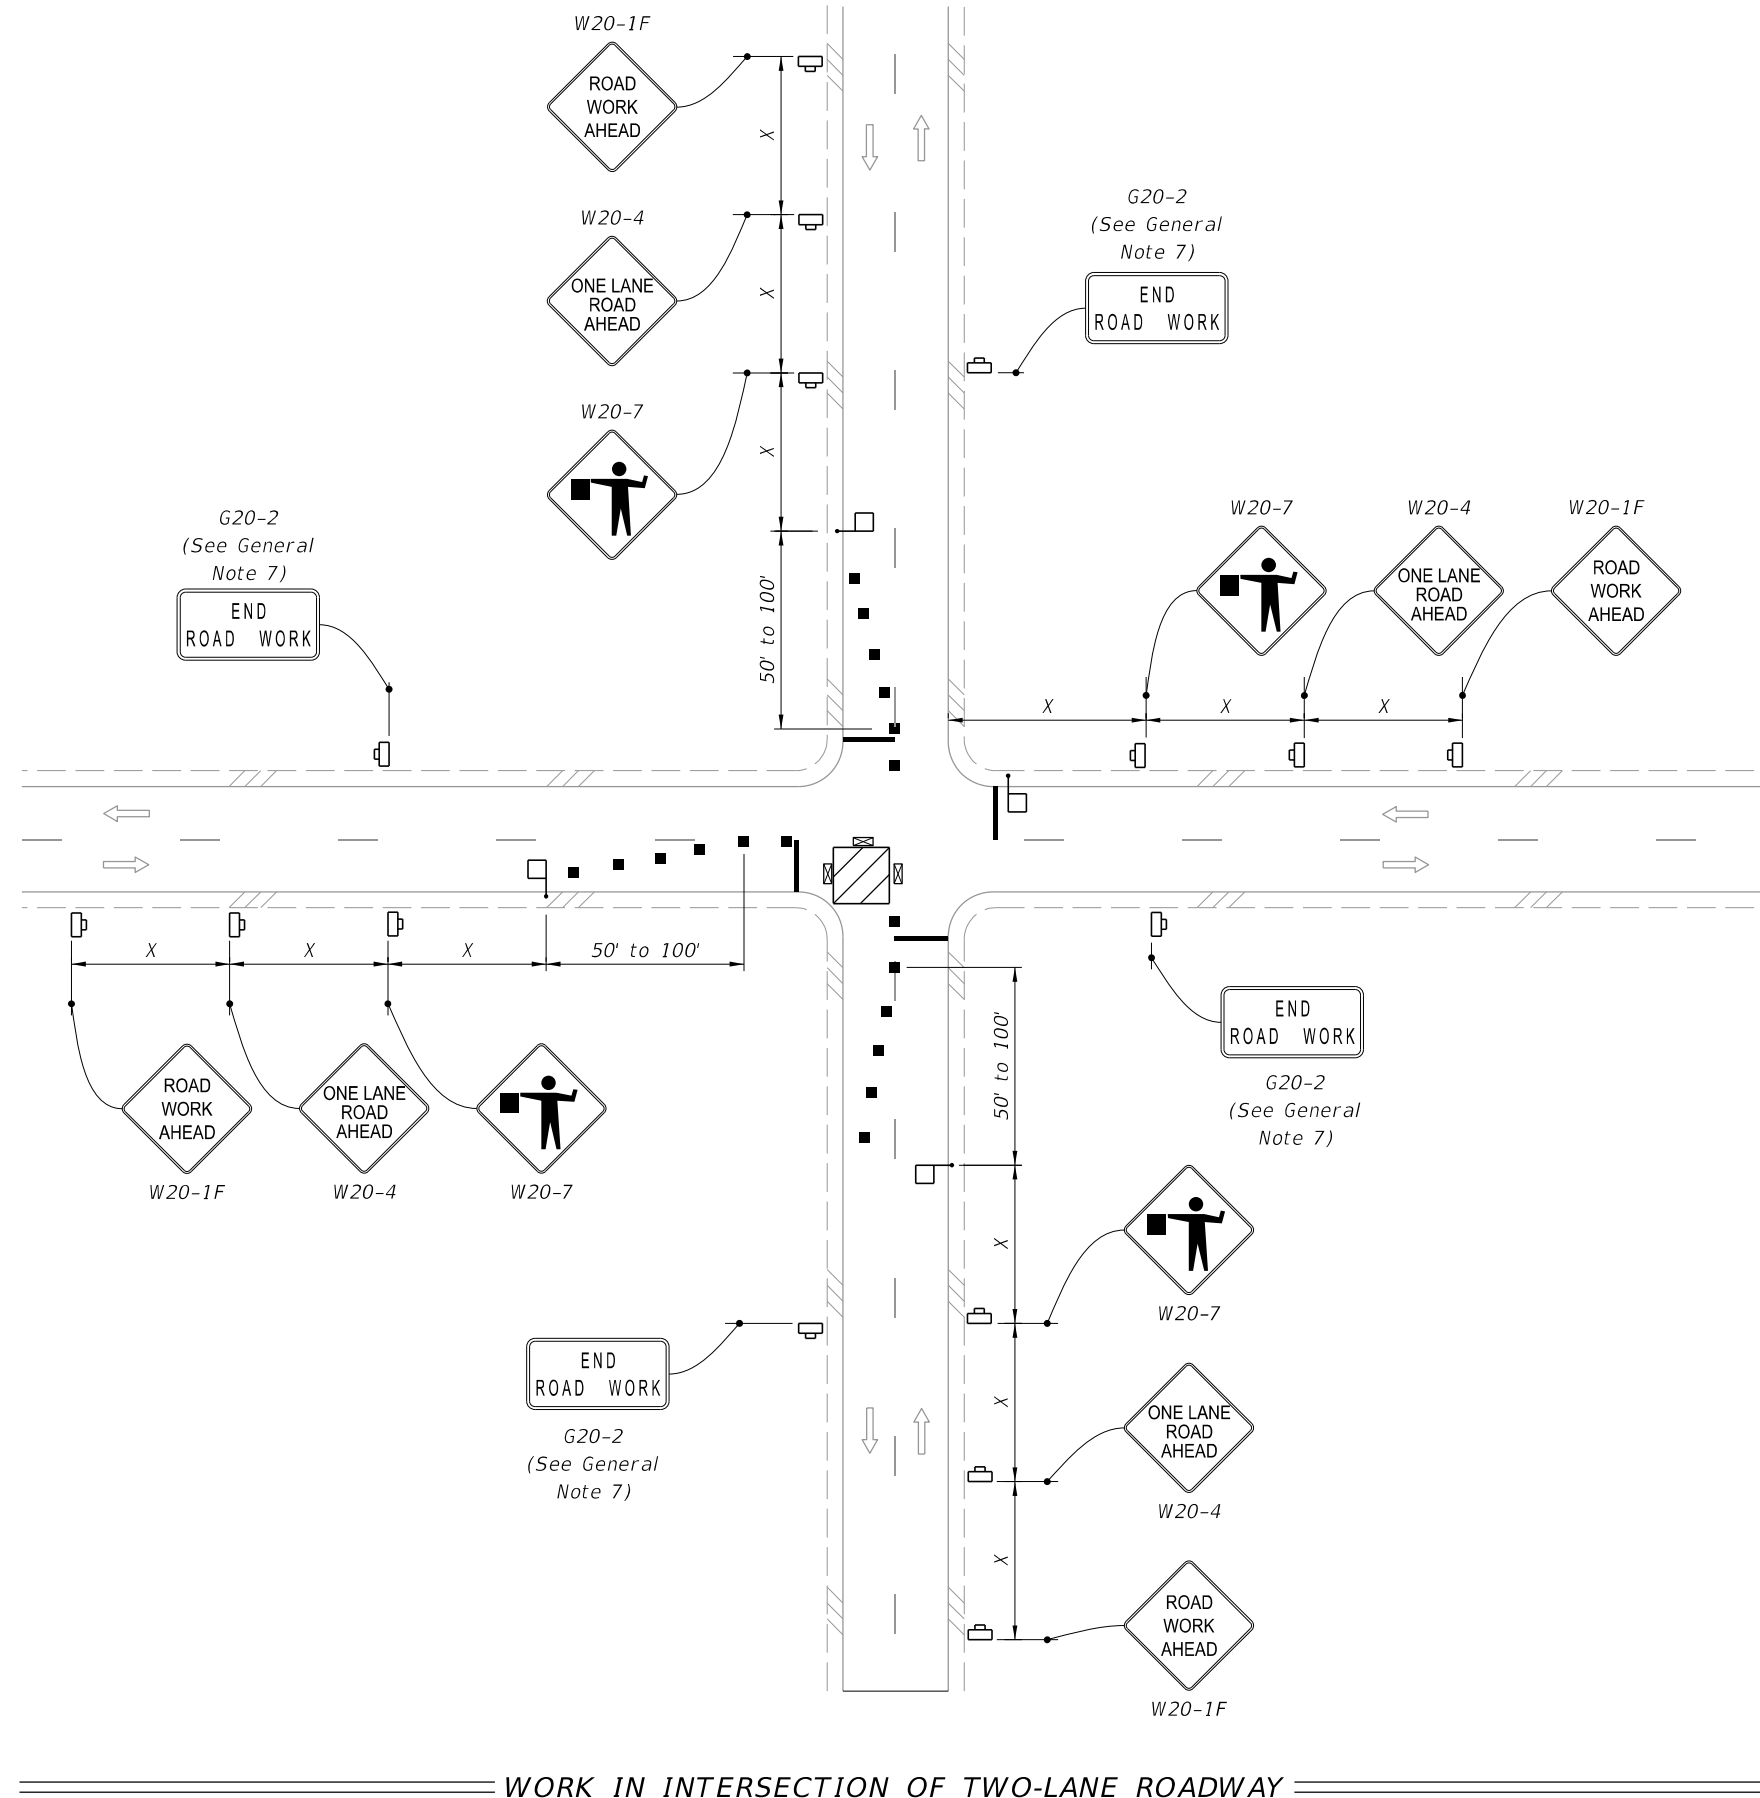 W20-1F
ROAD
WORK
AHEAD
X
W20-4
ONE LANE
ROAD
AHEAD
X
W20-7
X
50' to 100'
G20-2
(See General
Note 7)
END
ROAD WORK
G20-2
(See General
Note 7)
END
ROAD WORK
W20-7
W20-4
ONE LANE
ROAD
AHEAD
W20-1F
ROAD
WORK
AHEAD
X
X
X
X
X
X
50' to 100'
ROAD
WORK
AHEAD
W20-1F
ONE LANE
ROAD
AHEAD
W20-4
W20-7
END
ROAD WORK
G20-2
(See General
Note 7)
50' to 100'
X
W20-7
END
ROAD WORK
G20-2
(See General
Note 7)
X
ONE LANE
ROAD
AHEAD
W20-4
X
ROAD
WORK
AHEAD
W20-1F
WORK IN INTERSECTION OF TWO-LANE ROADWAY